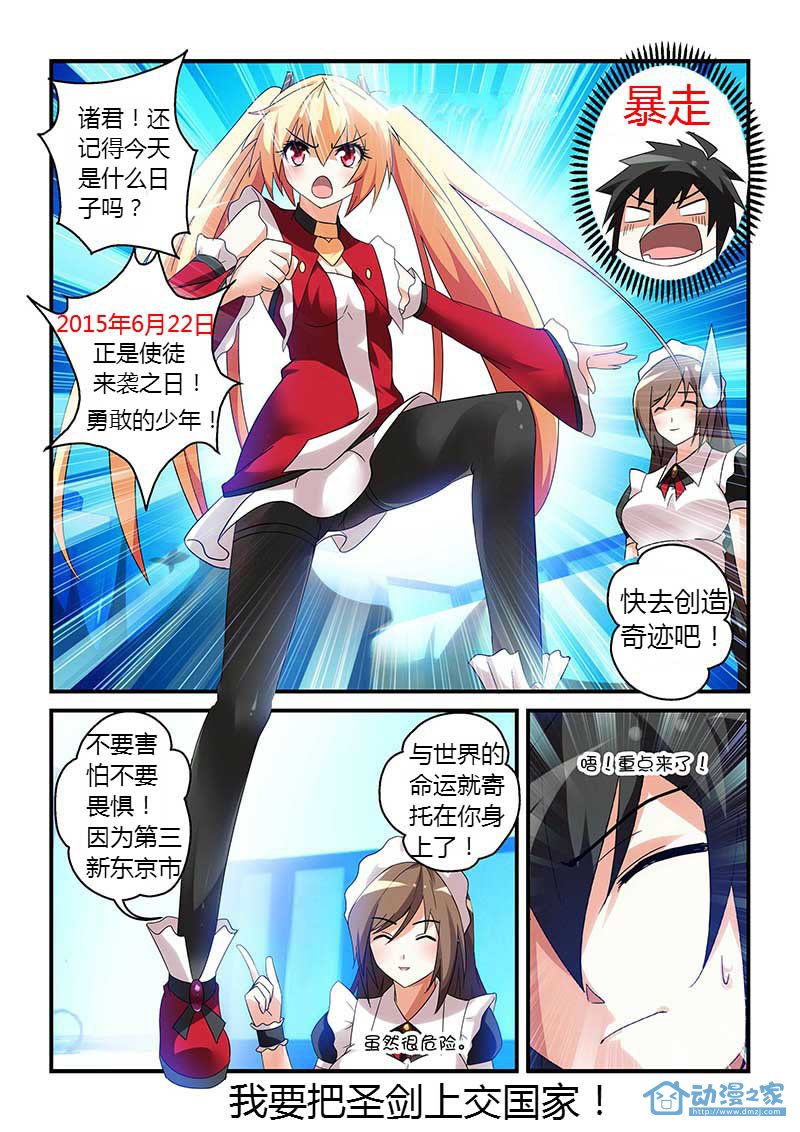 诸君！还
记得今天
是什么日
子吗？
暴走
2015年6月22日
正是使徒
来袭之日！
勇敢的少年！
快去创造
奇迹吧！
不要害
怕不要
畏惧！
因为第三
新东京市
与世界的
命运就寄
托在你身
上了！
虽然很危险。
唔！重点来了！
我要把圣剑上交国家！
动漫之家
http://www.dmzj.com